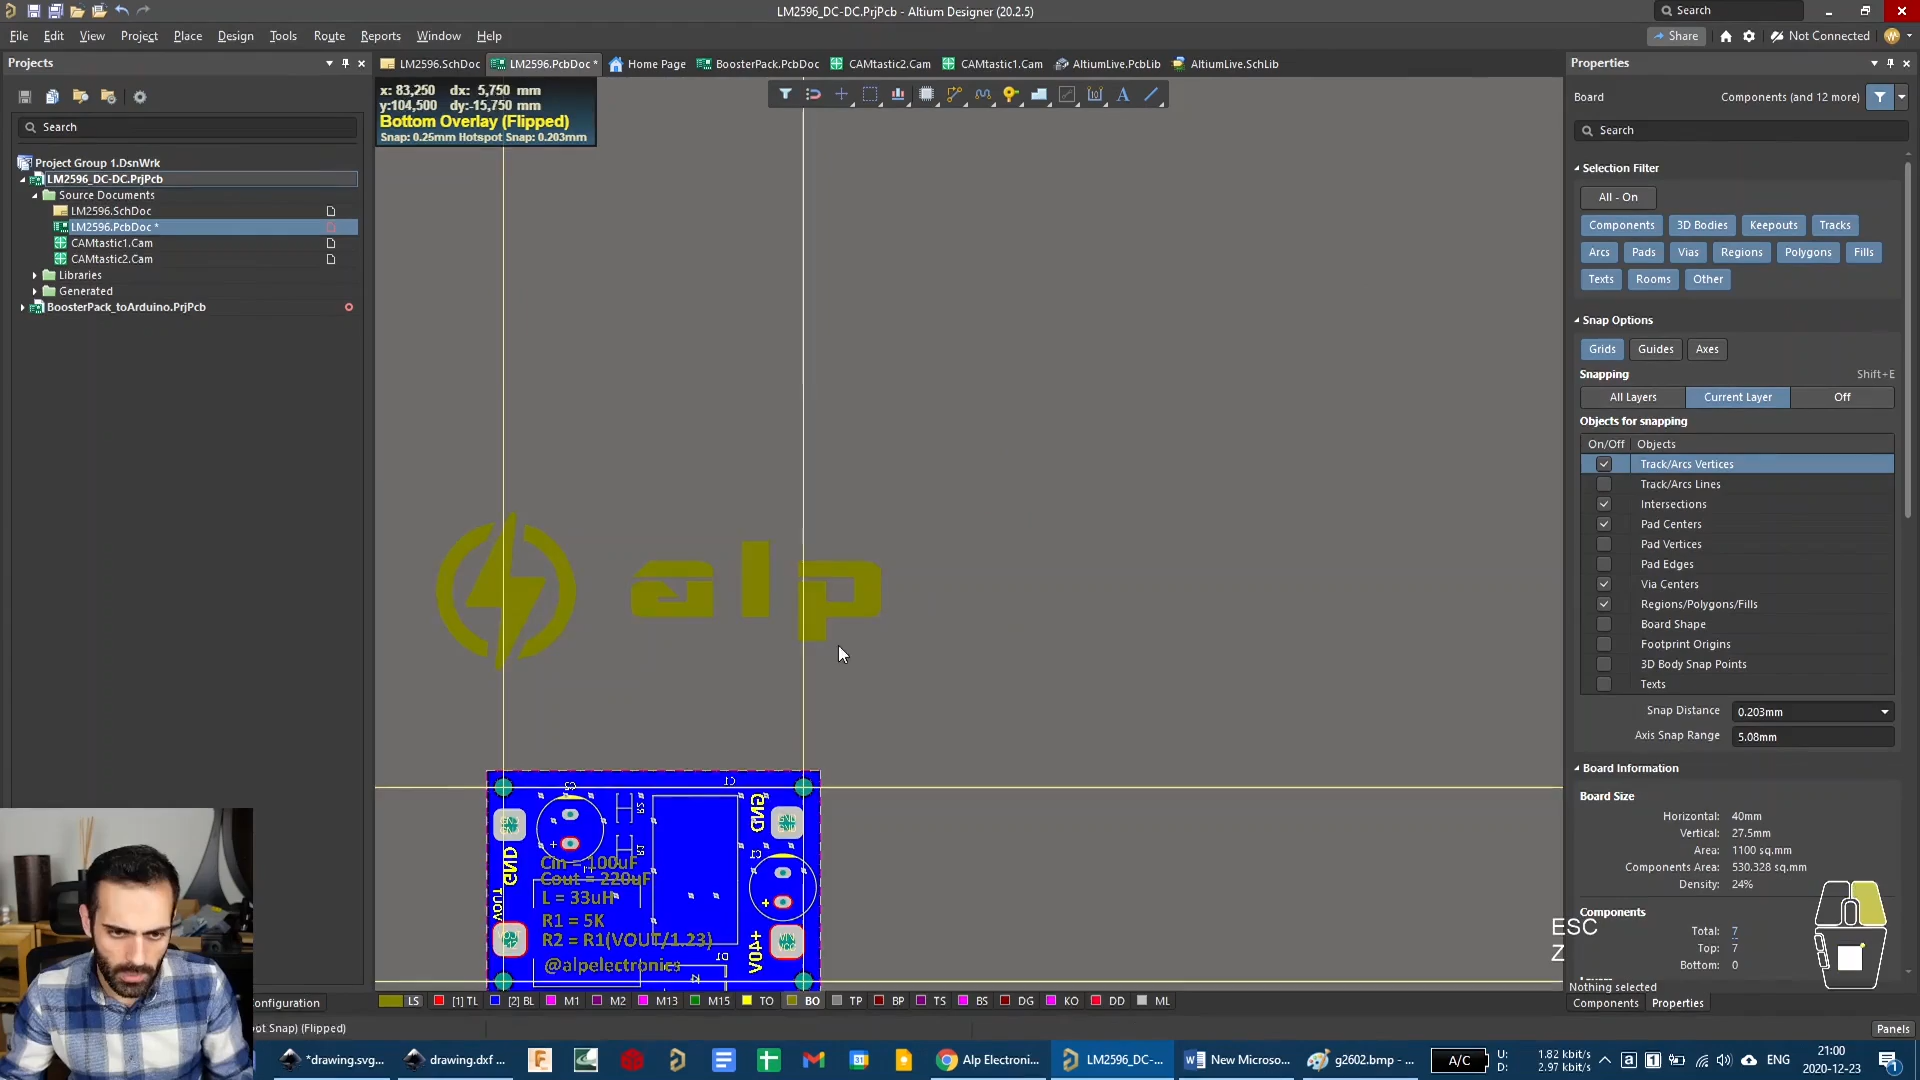 LM2596_DC-DC.PrjPcb - Altium Designer (20.2.5)
Search
File Edit View Project Place Design Tools Route Reports Window Help
Share
Not Connected
Projects
LM2596.SchDoc
LM2596.PcbDoc *
Home Page
BoosterPack.PcbDoc
CAMtastic2.Cam
CAMtastic1.Cam
AltiumLive.PcbLib
AltiumLive.SchLib
Properties
x: 83,250 dx: 5,750 mm
y:104,500 dy:-15,750 mm
Bottom Overlay (Flipped)
Snap: 0.25mm Hotspot Snap: 0.203mm
Board
Components (and 12 more)
Search
Search
Project Group 1.DsnWrk
LM2596_DC-DC.PrjPcb
Source Documents
LM2596.SchDoc
LM2596.PcbDoc *
CAMtastic1.Cam
CAMtastic2.Cam
Libraries
Generated
BoosterPack_toArduino.PrjPcb
Selection Filter
All - On
Components 3D Bodies Keepouts Tracks
Arcs Pads Vias Regions Polygons Fills
Texts Rooms Other
Snap Options
Grids Guides Axes
Snapping Shift+E
All Layers Current Layer Off
Objects for snapping
On/Off Objects
Track/Arcs Vertices
Track/Arcs Lines
Intersections
Pad Centers
Pad Vertices
Pad Edges
Via Centers
Regions/Polygons/Fills
Board Shape
Footprint Origins
3D Body Snap Points
Texts
Snap Distance 0.203mm
Axis Snap Range 5.08mm
Board Information
Board Size
Horizontal: 40mm
Vertical: 27.5mm
Area: 1100 sq.mm
Components Area: 530.328 sq.mm
Density: 24%
Components
Total: 7
Top: 7
Bottom: 0
Nothing selected
Components Properties
alp
C1
R2
GND
R1
GND
Cin = 100uF
Cout = 220uF
L = 33uH
R1 = 5K
R2 = R1(VOUT/1.23)
@alpelectronics
VOUT
+40V
D1
ESC
Z
onfiguration
LS [1] TL [2] BL M1 M2 M13 M15 TO BO TP BP TS BS DG KO DD ML
ot Snap) (Flipped)
Panels
*drawing.svg...
drawing.dxf ...
Alp Electroni...
LM2596_DC-...
New Microso...
g2602.bmp - ...
A/C
U: 1.82 kbit/s
D: 2.97 kbit/s
ENG
21:00
2020-12-23